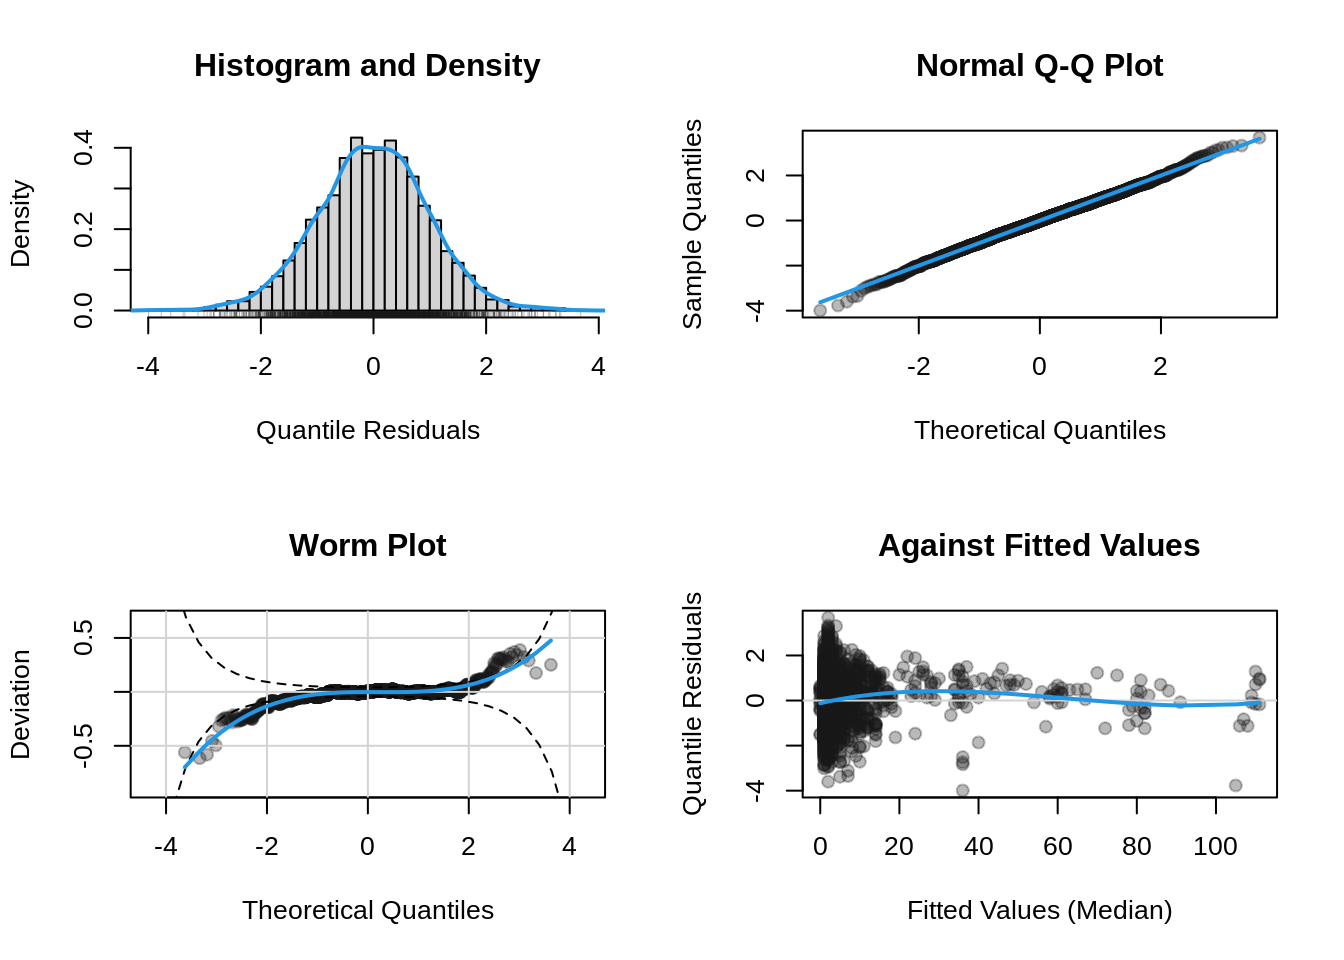 Histogram and Density
Density
0.0 0.2 0.4
-4 -2 0 2 4
Quantile Residuals
Normal Q-Q Plot
Sample Quantiles
-4 0 2
-2 0 2
Theoretical Quantiles
Worm Plot
Deviation
-0.5 0.5
-4 -2 0 2 4
Theoretical Quantiles
Against Fitted Values
Quantile Residuals
-4 0 2
0 20 40 60 80 100
Fitted Values (Median)